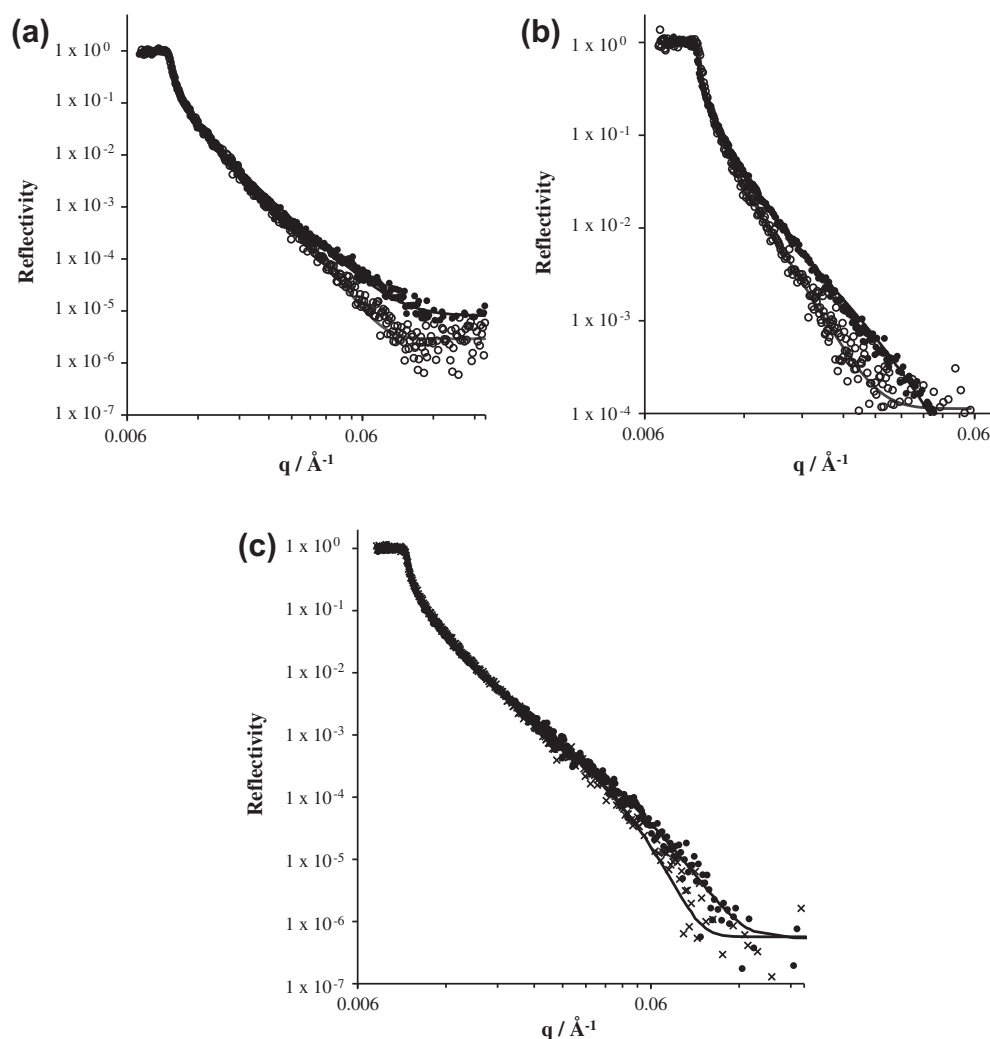 (a)
1 x 10⁰
1 x 10⁻¹
1 x 10⁻²
1 x 10⁻³
1 x 10⁻⁴
1 x 10⁻⁵
1 x 10⁻⁶
1 x 10⁻⁷
Reflectivity
0.006
0.06
q / Å⁻¹
(b)
1 x 10⁰
1 x 10⁻¹
1 x 10⁻²
1 x 10⁻³
1 x 10⁻⁴
Reflectivity
0.006
0.06
q / Å⁻¹
(c)
1 x 10⁰
1 x 10⁻¹
1 x 10⁻²
1 x 10⁻³
1 x 10⁻⁴
1 x 10⁻⁵
1 x 10⁻⁶
1 x 10⁻⁷
Reflectivity
0.006
0.06
q / Å⁻¹